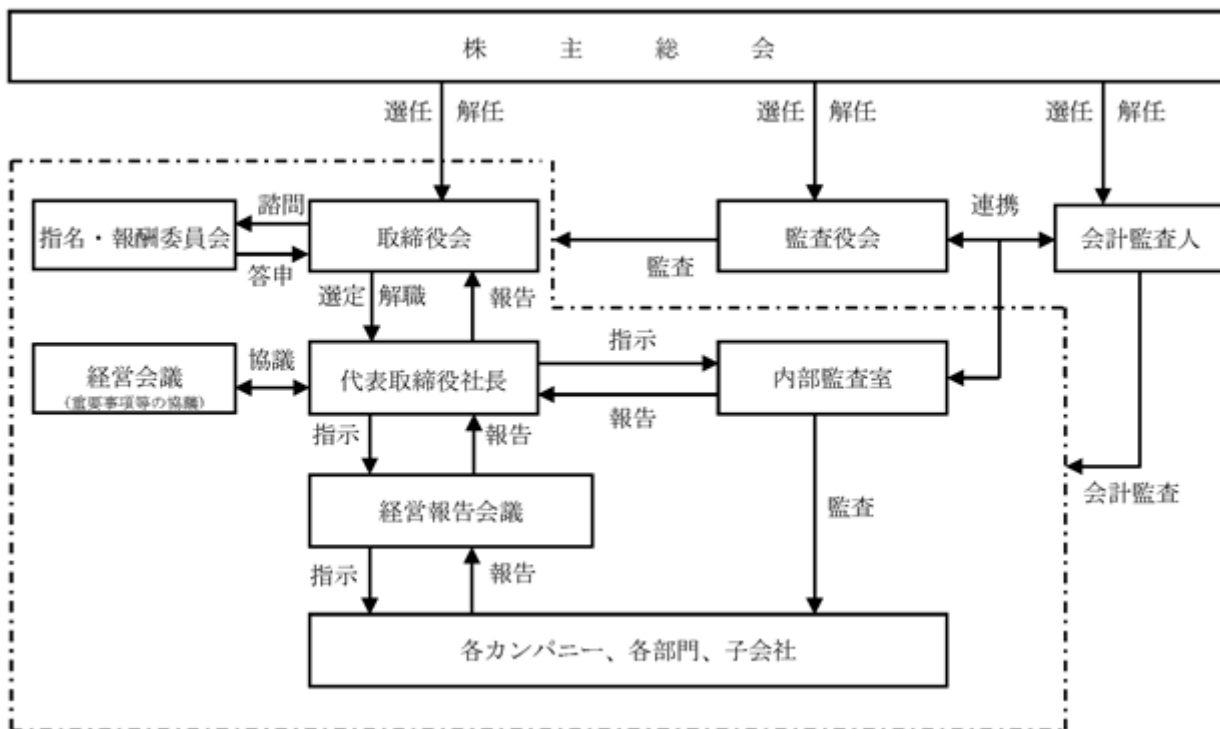 株主総会
選任 解任
選任 解任
選任 解任
指名・報酬委員会
諮問
答申
取締役会
監査
監査役会
連携
会計監査人
選定 解職
報告
経営会議
(重要事項等の協議)
協議
代表取締役社長
指示
報告
内部監査室
指示
報告
会計監査
経営報告会議
監査
指示
報告
各カンパニー、各部門、子会社